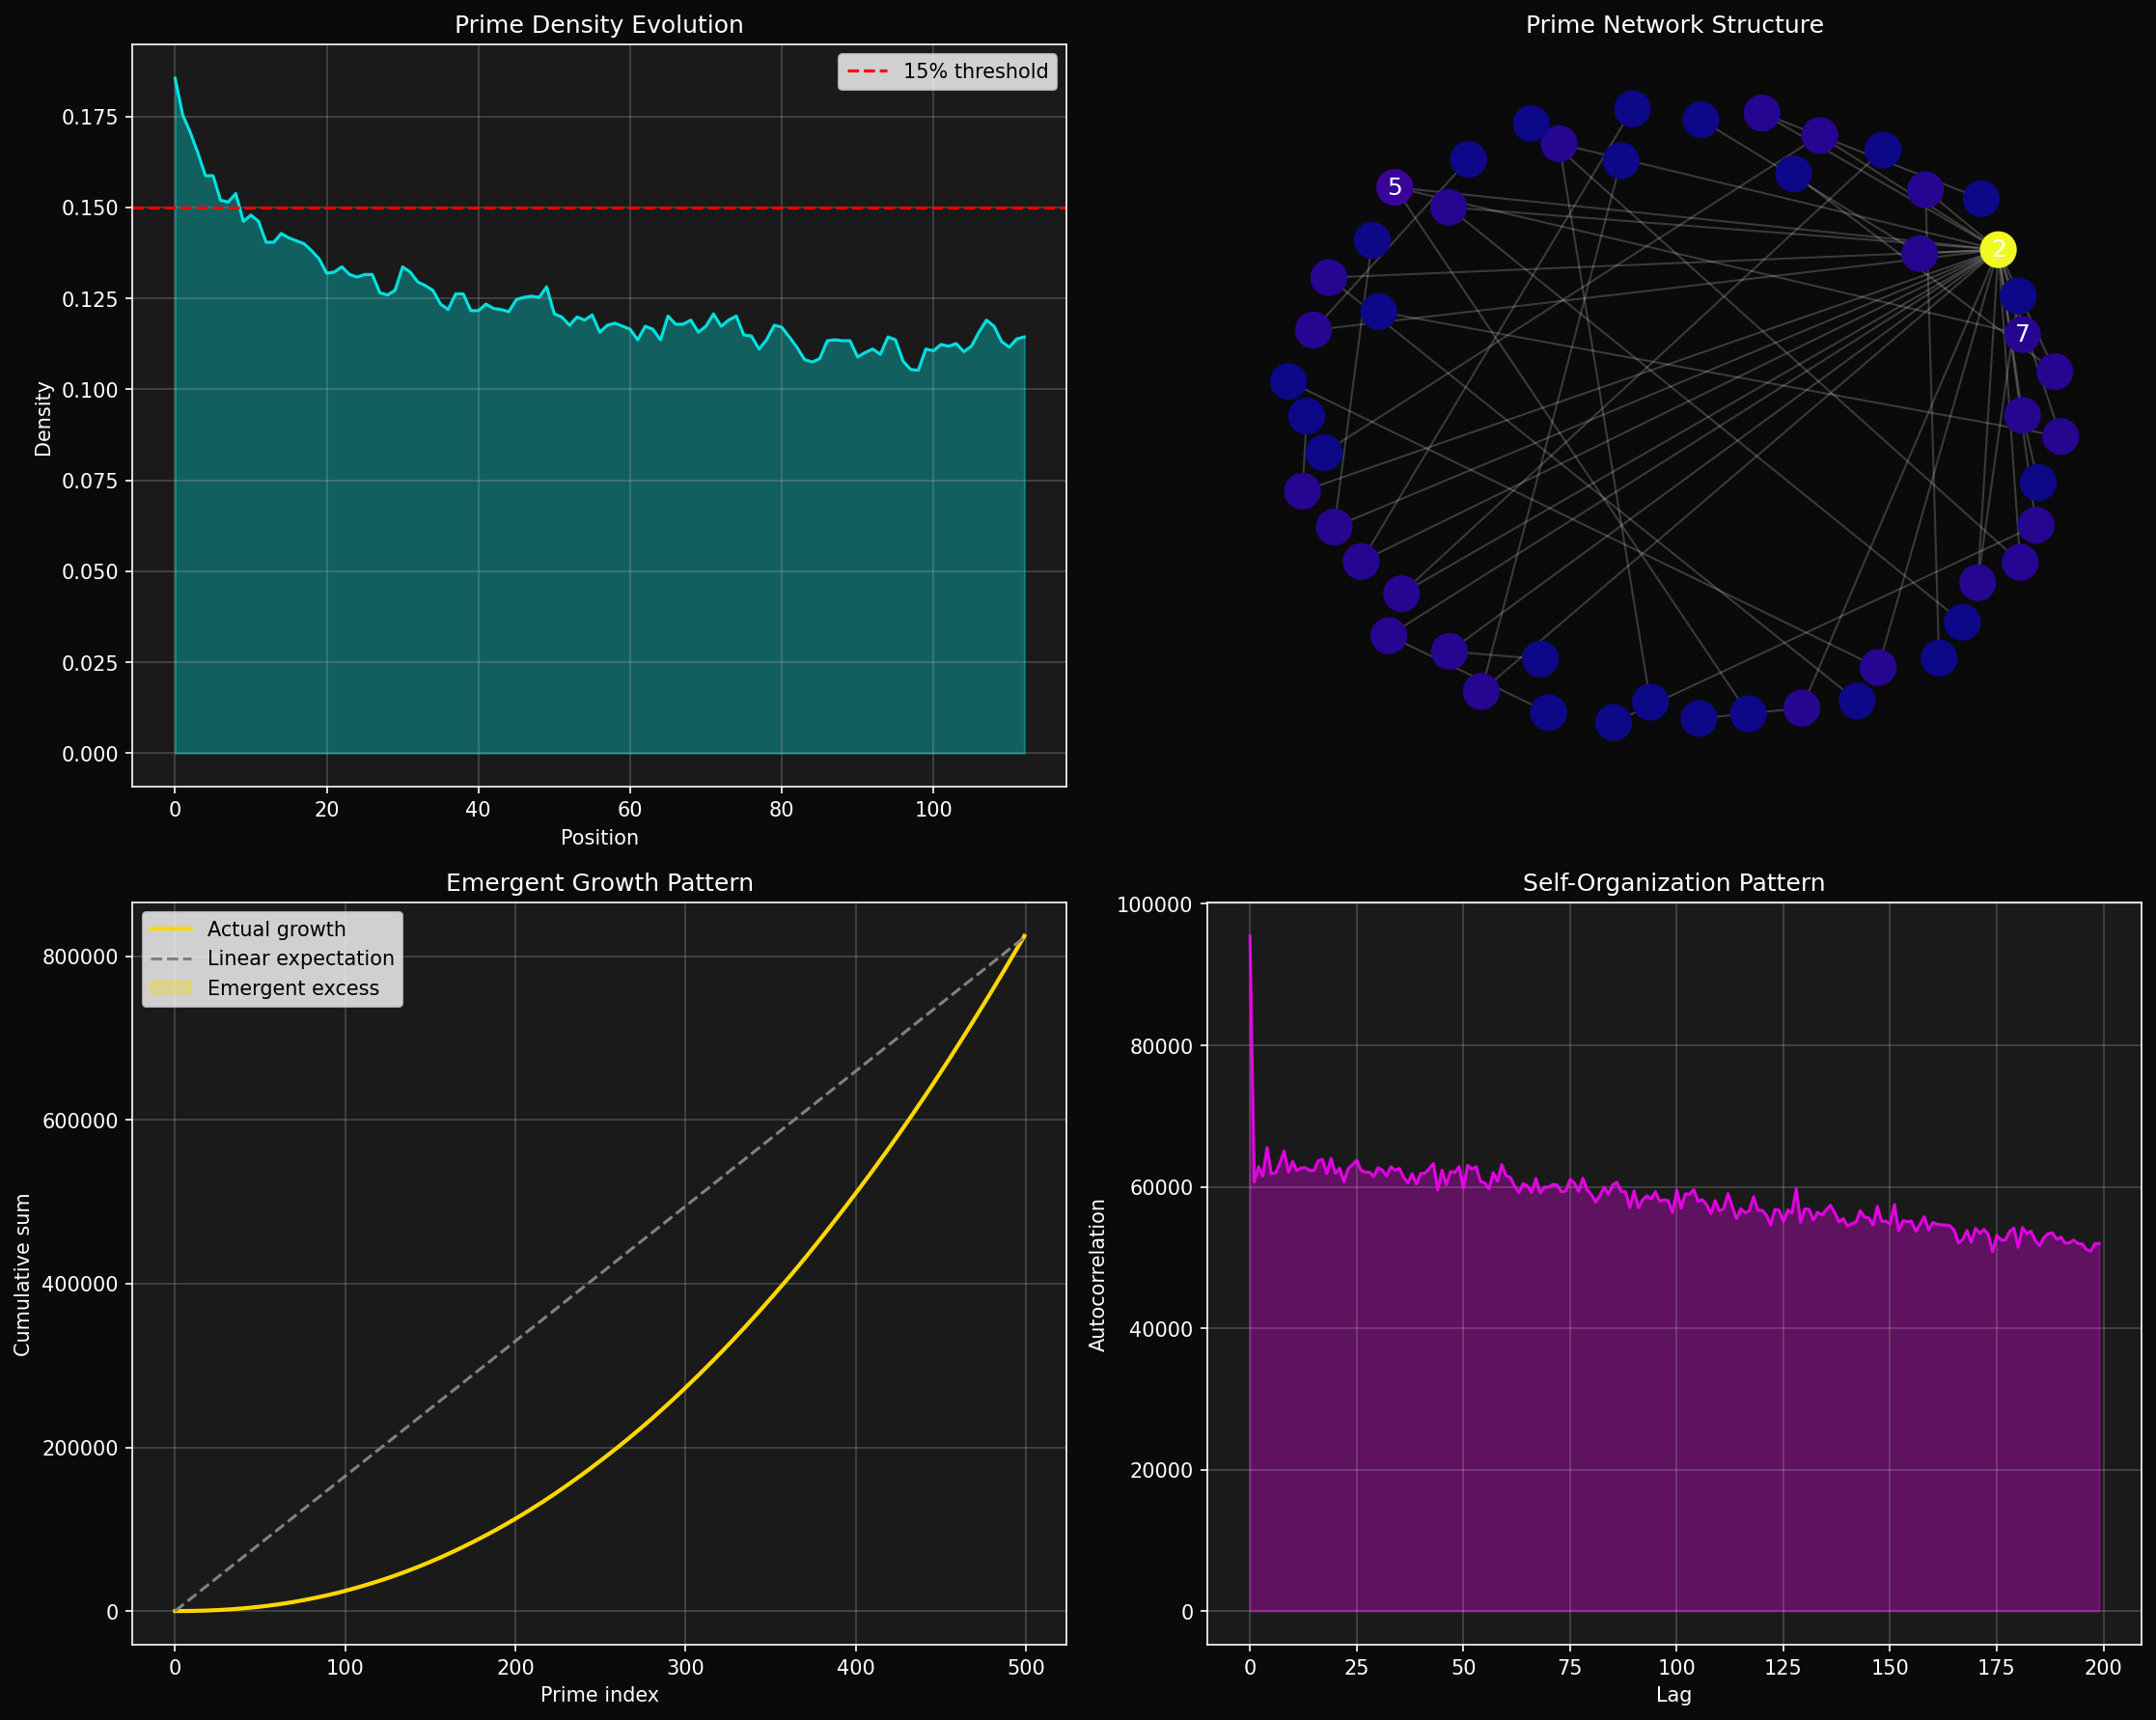 Prime Density Evolution
15% threshold
0.175
0.150
0.125
0.100
0.075
0.050
0.025
0.000
Density
0 20 40 60 80 100
Position
Prime Network Structure
5
2
7
Emergent Growth Pattern
Actual growth
Linear expectation
Emergent excess
800000
600000
400000
200000
0
Cumulative sum
0 100 200 300 400 500
Prime index
Self-Organization Pattern
100000
80000
60000
40000
20000
0
Autocorrelation
0 25 50 75 100 125 150 175 200
Lag